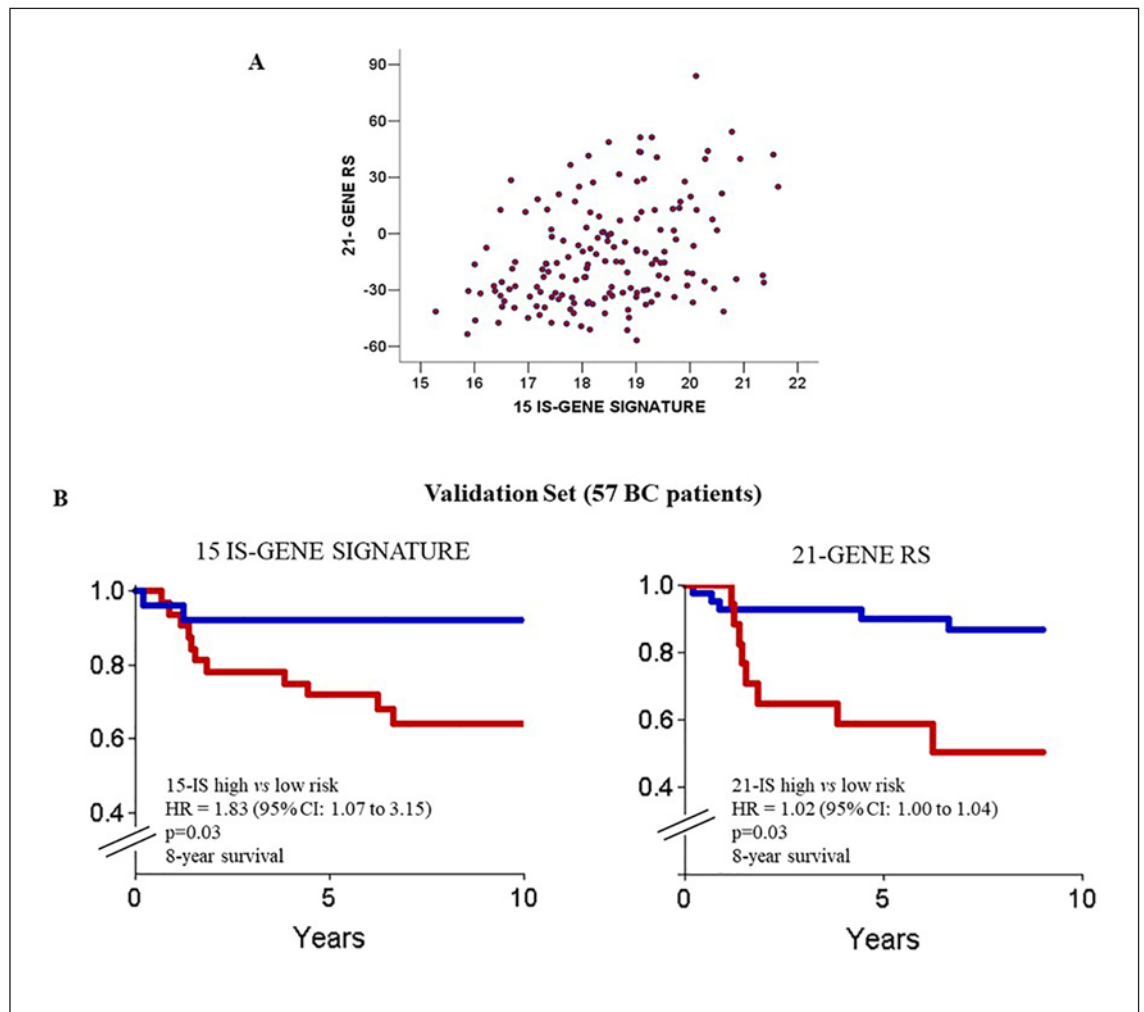 A
90
60
30
0
-30
-60
21- GENE RS
15 16 17 18 19 20 21 22
15 IS-GENE SIGNATURE
B
Validation Set (57 BC patients)
15 IS-GENE SIGNATURE
1.0
0.8
0.6
0.4
15-IS high vs low risk
HR = 1.83 (95% CI: 1.07 to 3.15)
p=0.03
8-year survival
0 5 10
Years
21-GENE RS
1.0
0.8
0.6
0.4
21-IS high vs low risk
HR = 1.02 (95% CI: 1.00 to 1.04)
p=0.03
8-year survival
0 5 10
Years